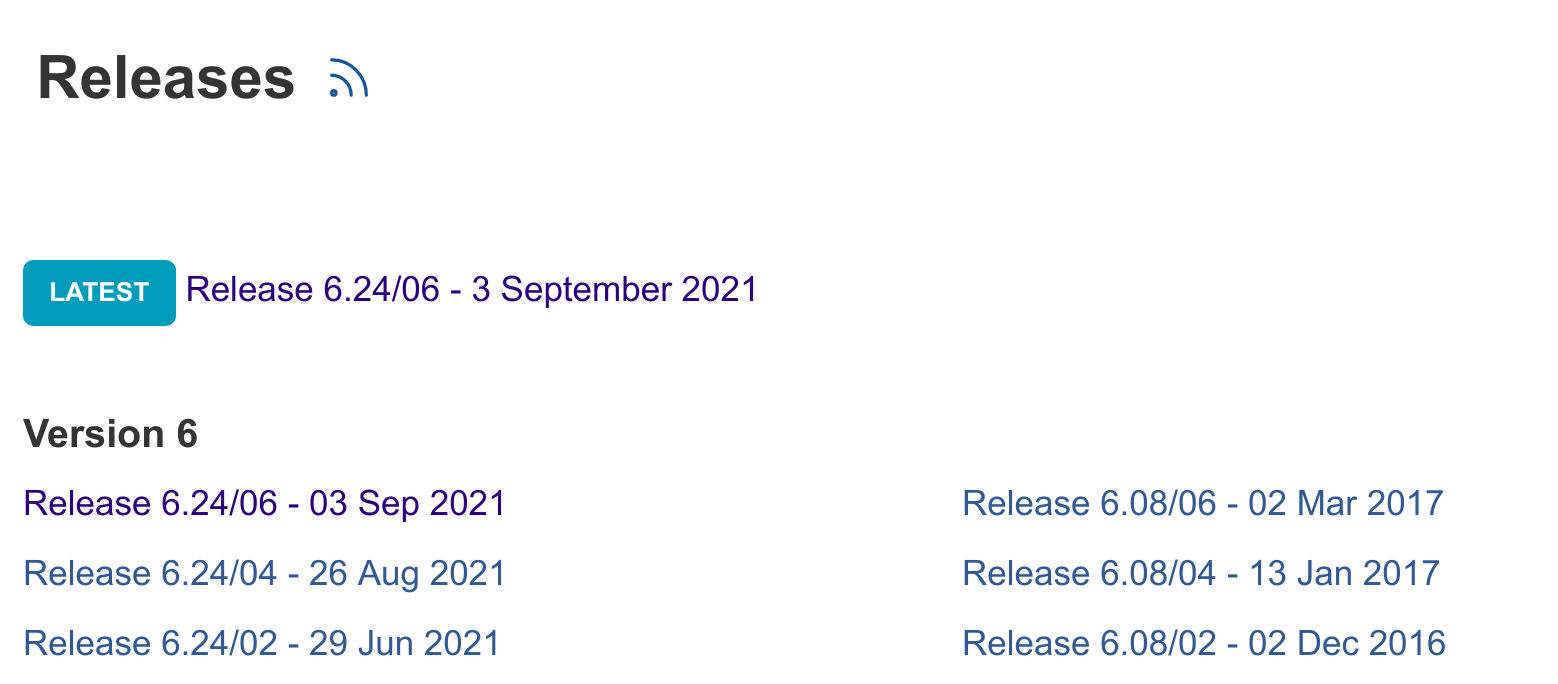 Releases
LATEST Release 6.24/06 - 3 September 2021
Version 6
Release 6.24/06 - 03 Sep 2021
Release 6.24/04 - 26 Aug 2021
Release 6.24/02 - 29 Jun 2021
Release 6.08/06 - 02 Mar 2017
Release 6.08/04 - 13 Jan 2017
Release 6.08/02 - 02 Dec 2016